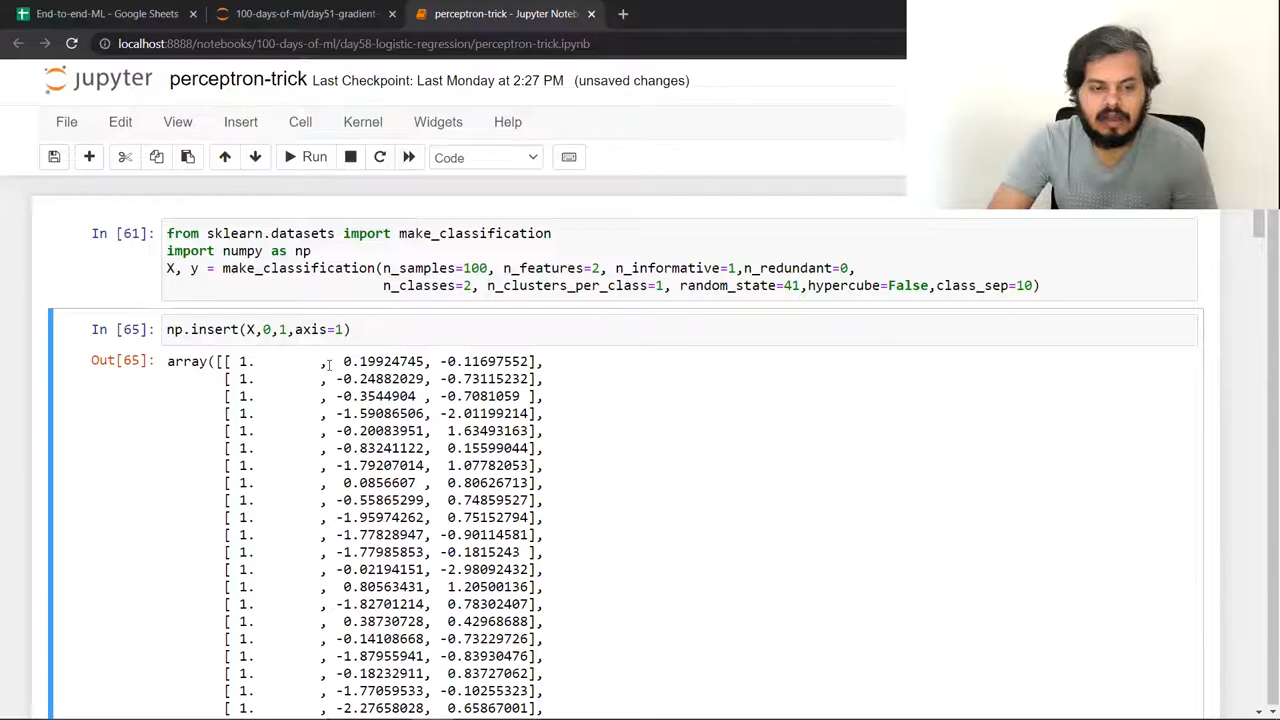 End-to-end-ML - Google Sheets
100-days-of-ml/day51-gradient
perceptron-trick - Jupyter Noteb
localhost:8888/notebooks/100-days-of-ml/day58-logistic-regression/perceptron-trick.ipynb
jupyter perceptron-trick Last Checkpoint: Last Monday at 2:27 PM (unsaved changes)
File Edit View Insert Cell Kernel Widgets Help
Run Code
In [61]: from sklearn.datasets import make_classification
import numpy as np
X, y = make_classification(n_samples=100, n_features=2, n_informative=1,n_redundant=0,
n_classes=2, n_clusters_per_class=1, random_state=41,hypercube=False,class_sep=10)
In [65]: np.insert(X,0,1,axis=1)
Out[65]: array([[ 1. , 0.19924745, -0.11697552],
[ 1. , -0.24882029, -0.73115232],
[ 1. , -0.3544904 , -0.7081059 ],
[ 1. , -1.59086506, -2.01199214],
[ 1. , -0.20083951, 1.63493163],
[ 1. , -0.83241122, 0.15599044],
[ 1. , -1.79207014, 1.07782053],
[ 1. , 0.0856607 , 0.80626713],
[ 1. , -0.55865299, 0.74859527],
[ 1. , -1.95974262, 0.75152794],
[ 1. , -1.77828947, -0.90114581],
[ 1. , -1.77985853, -0.1815243 ],
[ 1. , -0.02194151, -2.98092432],
[ 1. , 0.80563431, 1.20500136],
[ 1. , -1.82701214, 0.78302407],
[ 1. , 0.38730728, 0.42968688],
[ 1. , -0.14108668, -0.73229726],
[ 1. , -1.87955941, -0.83930476],
[ 1. , -0.18232911, 0.83727062],
[ 1. , -1.77059533, -0.10255323],
[ 1. , -2.27658028, 0.65867001],